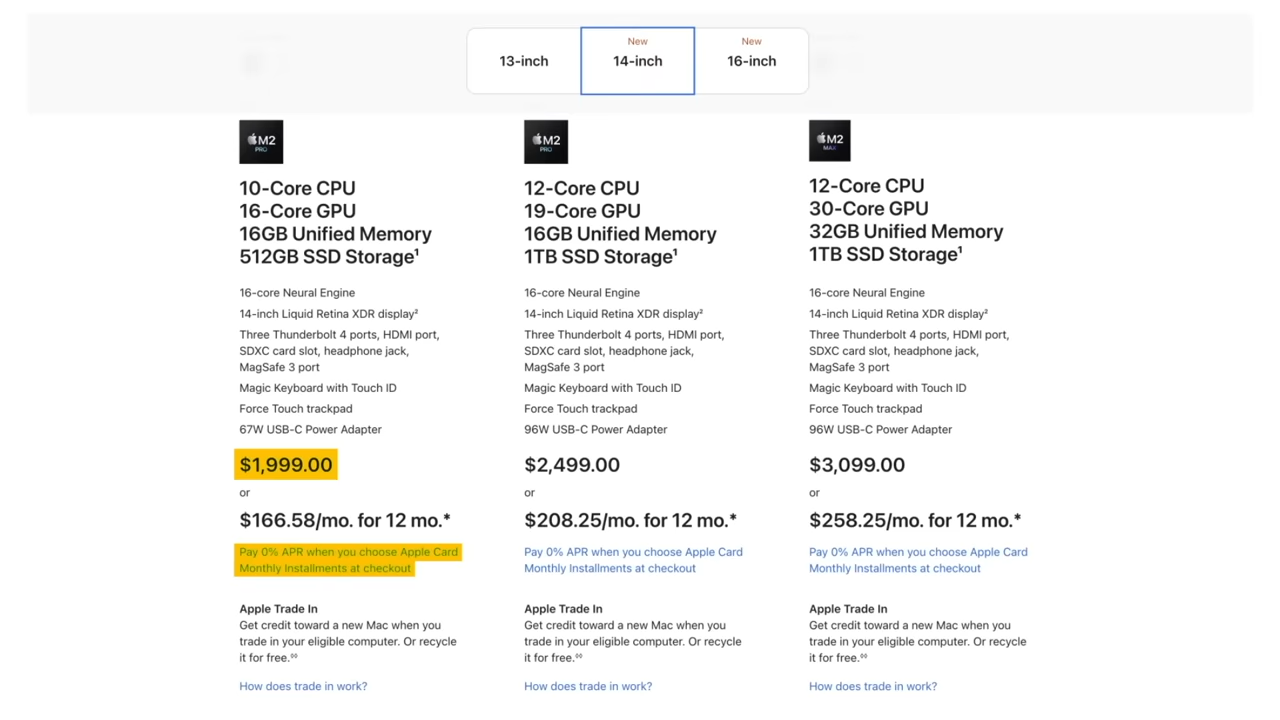 13-inch
New
14-inch
New
16-inch
M2
PRO
10-Core CPU
16-Core GPU
16GB Unified Memory
512GB SSD Storage¹
16-core Neural Engine
14-inch Liquid Retina XDR display²
Three Thunderbolt 4 ports, HDMI port,
SDXC card slot, headphone jack,
MagSafe 3 port
Magic Keyboard with Touch ID
Force Touch trackpad
67W USB-C Power Adapter
$1,999.00
or
$166.58/mo. for 12 mo.*
Pay 0% APR when you choose Apple Card
Monthly Installments at checkout
Apple Trade In
Get credit toward a new Mac when you
trade in your eligible computer. Or recycle
it for free.◊◊
How does trade in work?
M2
PRO
12-Core CPU
19-Core GPU
16GB Unified Memory
1TB SSD Storage¹
16-core Neural Engine
14-inch Liquid Retina XDR display²
Three Thunderbolt 4 ports, HDMI port,
SDXC card slot, headphone jack,
MagSafe 3 port
Magic Keyboard with Touch ID
Force Touch trackpad
96W USB-C Power Adapter
$2,499.00
or
$208.25/mo. for 12 mo.*
Pay 0% APR when you choose Apple Card
Monthly Installments at checkout
Apple Trade In
Get credit toward a new Mac when you
trade in your eligible computer. Or recycle
it for free.◊◊
How does trade in work?
M2
MAX
12-Core CPU
30-Core GPU
32GB Unified Memory
1TB SSD Storage¹
16-core Neural Engine
14-inch Liquid Retina XDR display²
Three Thunderbolt 4 ports, HDMI port,
SDXC card slot, headphone jack,
MagSafe 3 port
Magic Keyboard with Touch ID
Force Touch trackpad
96W USB-C Power Adapter
$3,099.00
or
$258.25/mo. for 12 mo.*
Pay 0% APR when you choose Apple Card
Monthly Installments at checkout
Apple Trade In
Get credit toward a new Mac when you
trade in your eligible computer. Or recycle
it for free.◊◊
How does trade in work?